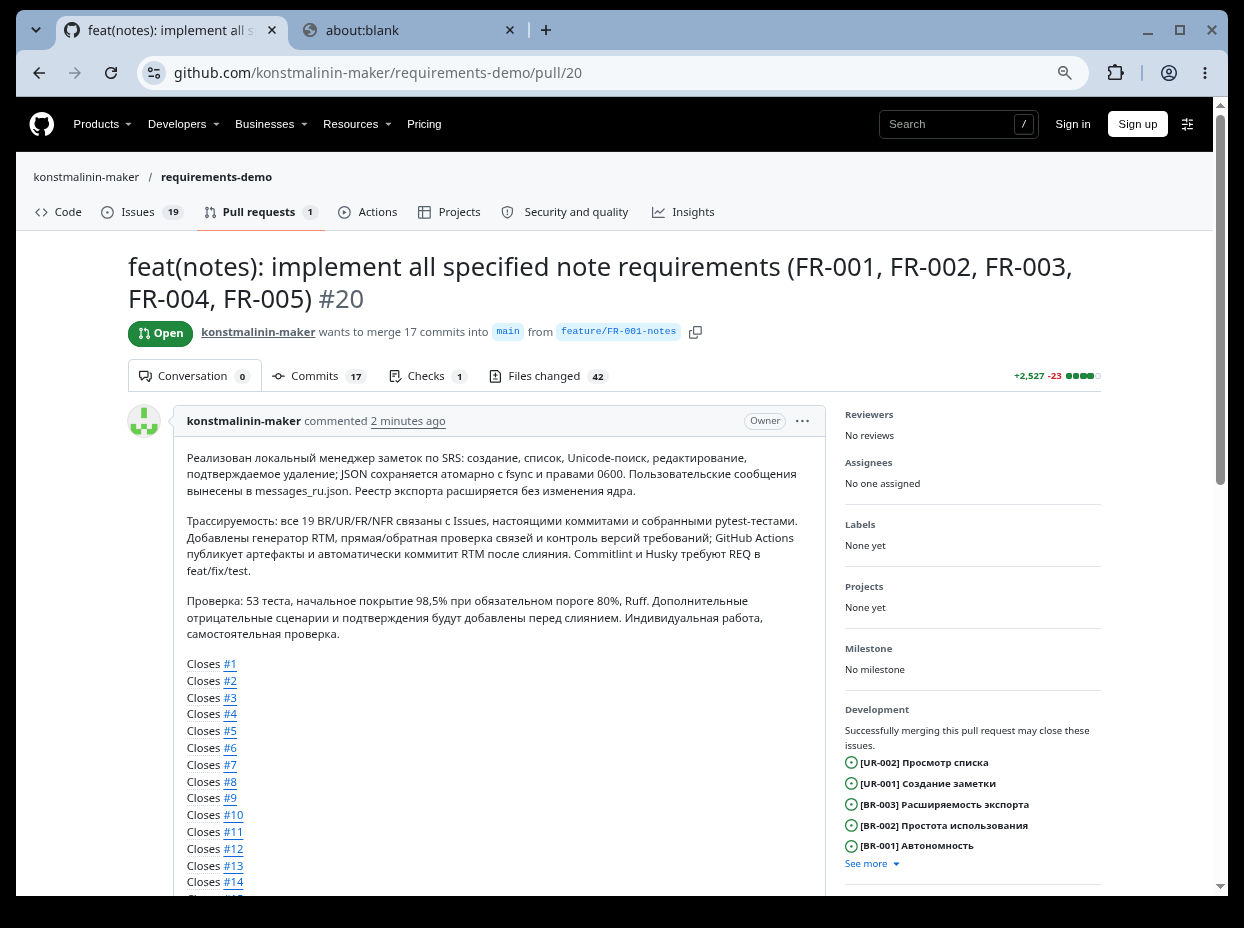 feat(notes): implement all s
about:blank
github.com/konstmalinin-maker/requirements-demo/pull/20
Products Developers Businesses Resources Pricing Search / Sign in Sign up
konstmalinin-maker / requirements-demo
Code Issues 19 Pull requests 1 Actions Projects Security and quality Insights
feat(notes): implement all specified note requirements (FR-001, FR-002, FR-003,
FR-004, FR-005) #20
Open konstmalinin-maker wants to merge 17 commits into main from feature/FR-001-notes
Conversation 0 Commits 17 Checks 1 Files changed 42 +2,527 -23
konstmalinin-maker commented 2 minutes ago Owner
Реализован локальный менеджер заметок по SRS: создание, список, Unicode-поиск, редактирование,
подтверждаемое удаление; JSON сохраняется атомарно с fsync и правами 0600. Пользовательские сообщения
вынесены в messages_ru.json. Реестр экспорта расширяется без изменения ядра.
Трассируемость: все 19 BR/UR/FR/NFR связаны с Issues, настоящими коммитами и собранными pytest-тестами.
Добавлены генератор RTM, прямая/обратная проверка связей и контроль версий требований; GitHub Actions
публикует артефакты и автоматически коммитит RTM после слияния. Commitlint и Husky требуют REQ в
feat/fix/test.
Проверка: 53 теста, начальное покрытие 98,5% при обязательном пороге 80%, Ruff. Дополнительные
отрицательные сценарии и подтверждения будут добавлены перед слиянием. Индивидуальная работа,
самостоятельная проверка.
Closes #1
Closes #2
Closes #3
Closes #4
Closes #5
Closes #6
Closes #7
Closes #8
Closes #9
Closes #10
Closes #11
Closes #12
Closes #13
Closes #14
Reviewers
No reviews
Assignees
No one assigned
Labels
None yet
Projects
None yet
Milestone
No milestone
Development
Successfully merging this pull request may close these
issues.
[UR-002] Просмотр списка
[UR-001] Создание заметки
[BR-003] Расширяемость экспорта
[BR-002] Простота использования
[BR-001] Автономность
See more